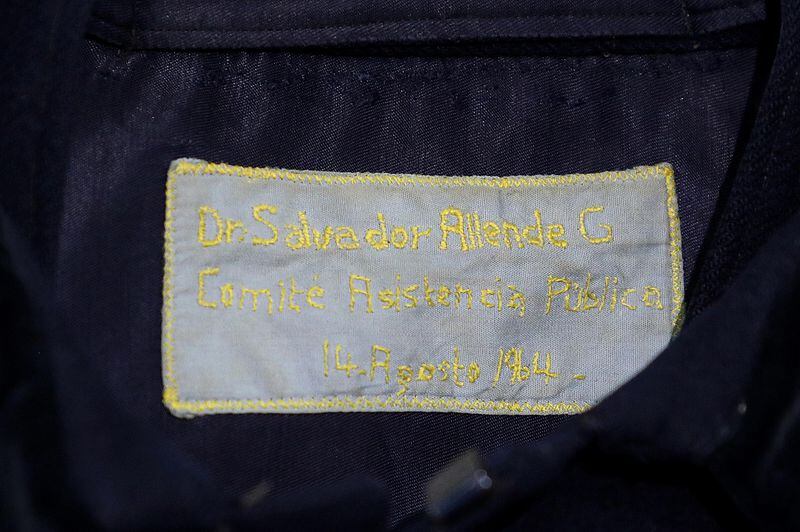 Dr. Salvador Allende G
Comité Asistencia Pública
14. Agosto 1964 -